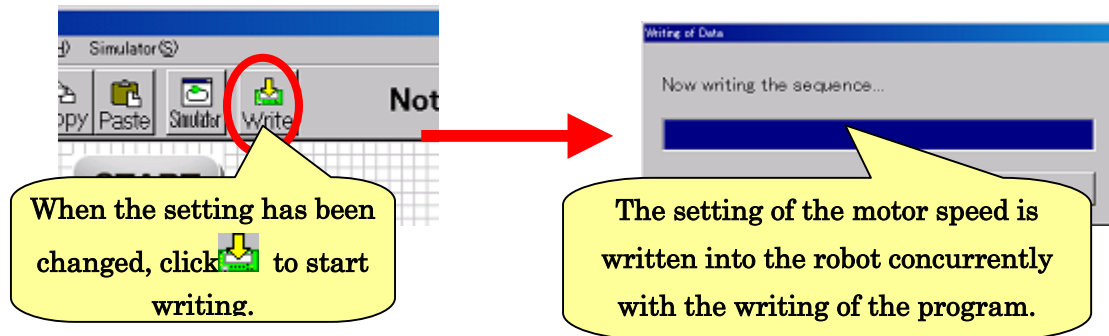 Simulator(S)
Paste Simulator Write
Not
When the setting has been
changed, click to start
writing.
Writing of Data
Now writing the sequence...
The setting of the motor speed is
written into the robot concurrently
with the writing of the program.